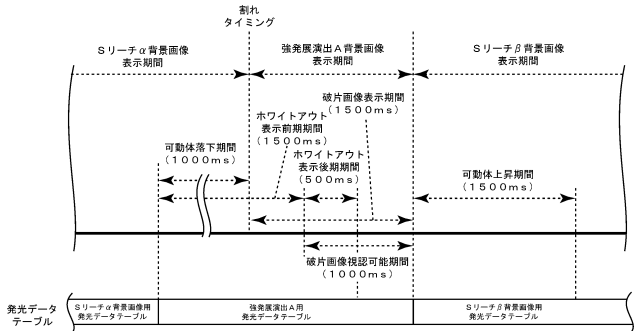 割れ
タイミング
Sリーチα背景画像
表示期間
強発展演出A背景画像
表示期間
Sリーチβ背景画像
表示期間
破片画像表示期間
(1500ms)
ホワイトアウト
表示前期期間
(1500ms)
可動体落下期間
(1000ms)
ホワイトアウト
表示後期期間
(500ms)
可動体上昇期間
(1500ms)
破片画像視認可能期間
(1000ms)
発光データ
テーブル
Sリーチα背景画像用
発光データテーブル
強発展演出A用
発光データテーブル
Sリーチβ背景画像用
発光データテーブル